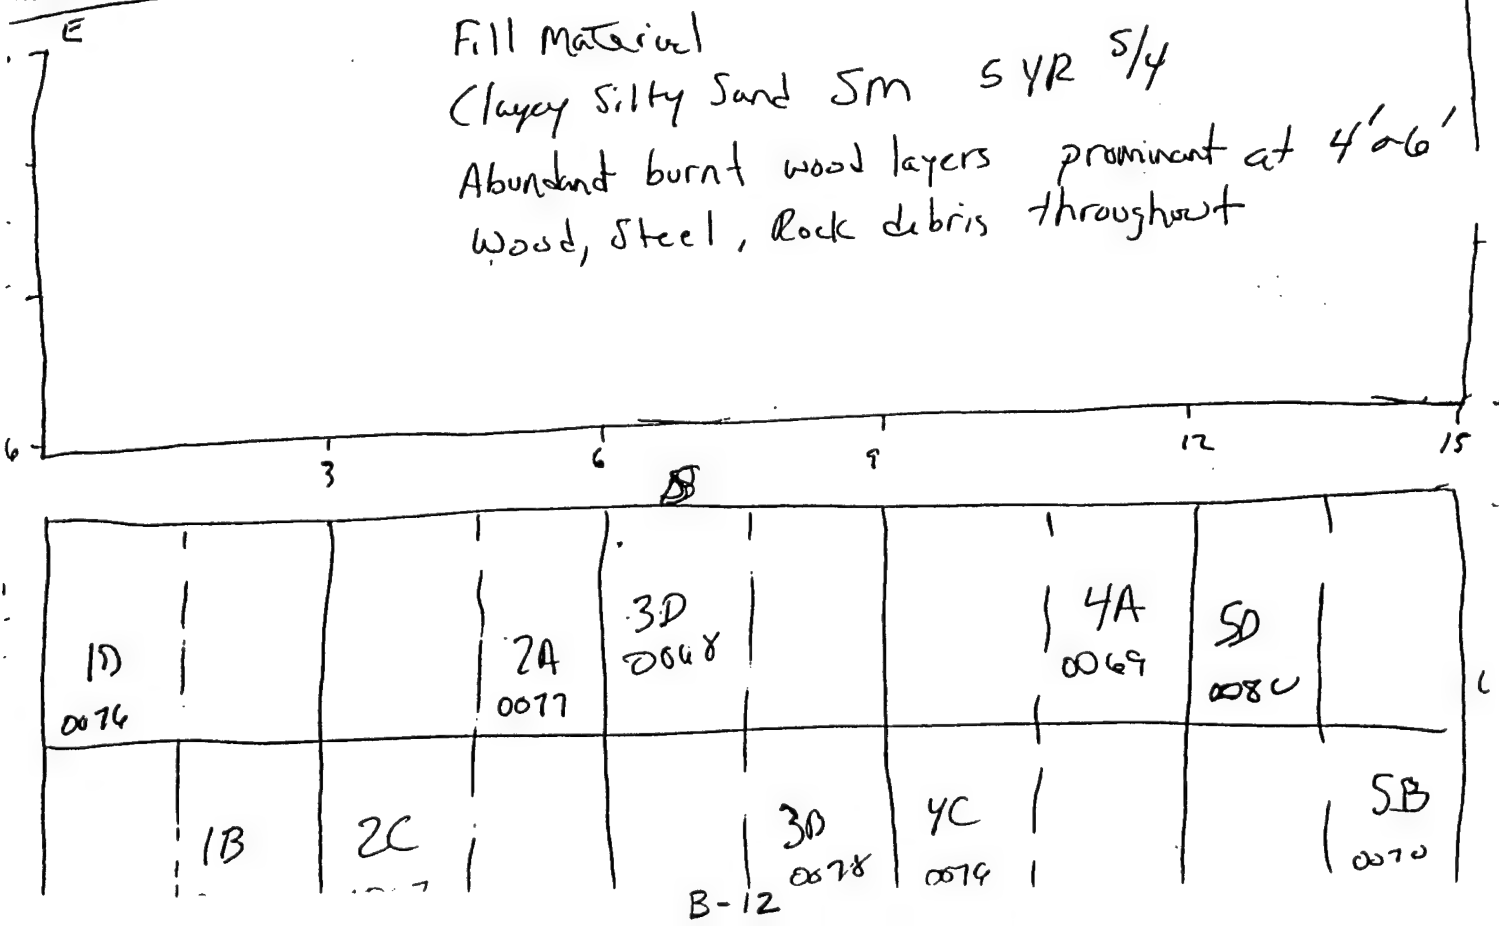 E
Fill Material
Clayey Silty Sand SM 5 YR 5/4
Abundant burnt wood layers prominant at 4' & 6'
Wood, Steel, Rock debris throughout
6
3 6 9 12 15
1D 2A 3D 4A 5D
0076 0077 0068 0069 0080
1B 2C 3B 4C 5B
0078 0079 0070
B-12